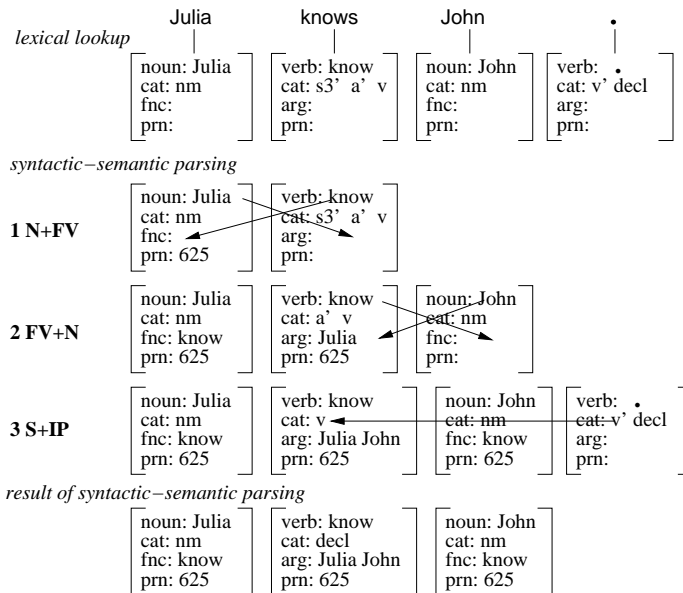 Julia knows John .
lexical lookup
noun: Julia verb: know noun: John verb: .
cat: nm cat: s3' a' v cat: nm cat: v' decl
fnc: arg: fnc: arg:
prn: prn: prn: prn:
syntactic−semantic parsing
noun: Julia verb: know
cat: nm cat: s3' a' v
1 N+FV fnc: arg:
prn: 625 prn:
noun: Julia verb: know noun: John
cat: nm cat: a' v cat: nm
2 FV+N fnc: know arg: Julia fnc:
prn: 625 prn: 625 prn:
noun: Julia verb: know noun: John verb: .
3 S+IP cat: nm cat: v cat: nm cat: v' decl
fnc: know arg: Julia John fnc: know arg:
prn: 625 prn: 625 prn: 625 prn:
result of syntactic−semantic parsing
noun: Julia verb: know noun: John
cat: nm cat: decl cat: nm
fnc: know arg: Julia John fnc: know
prn: 625 prn: 625 prn: 625